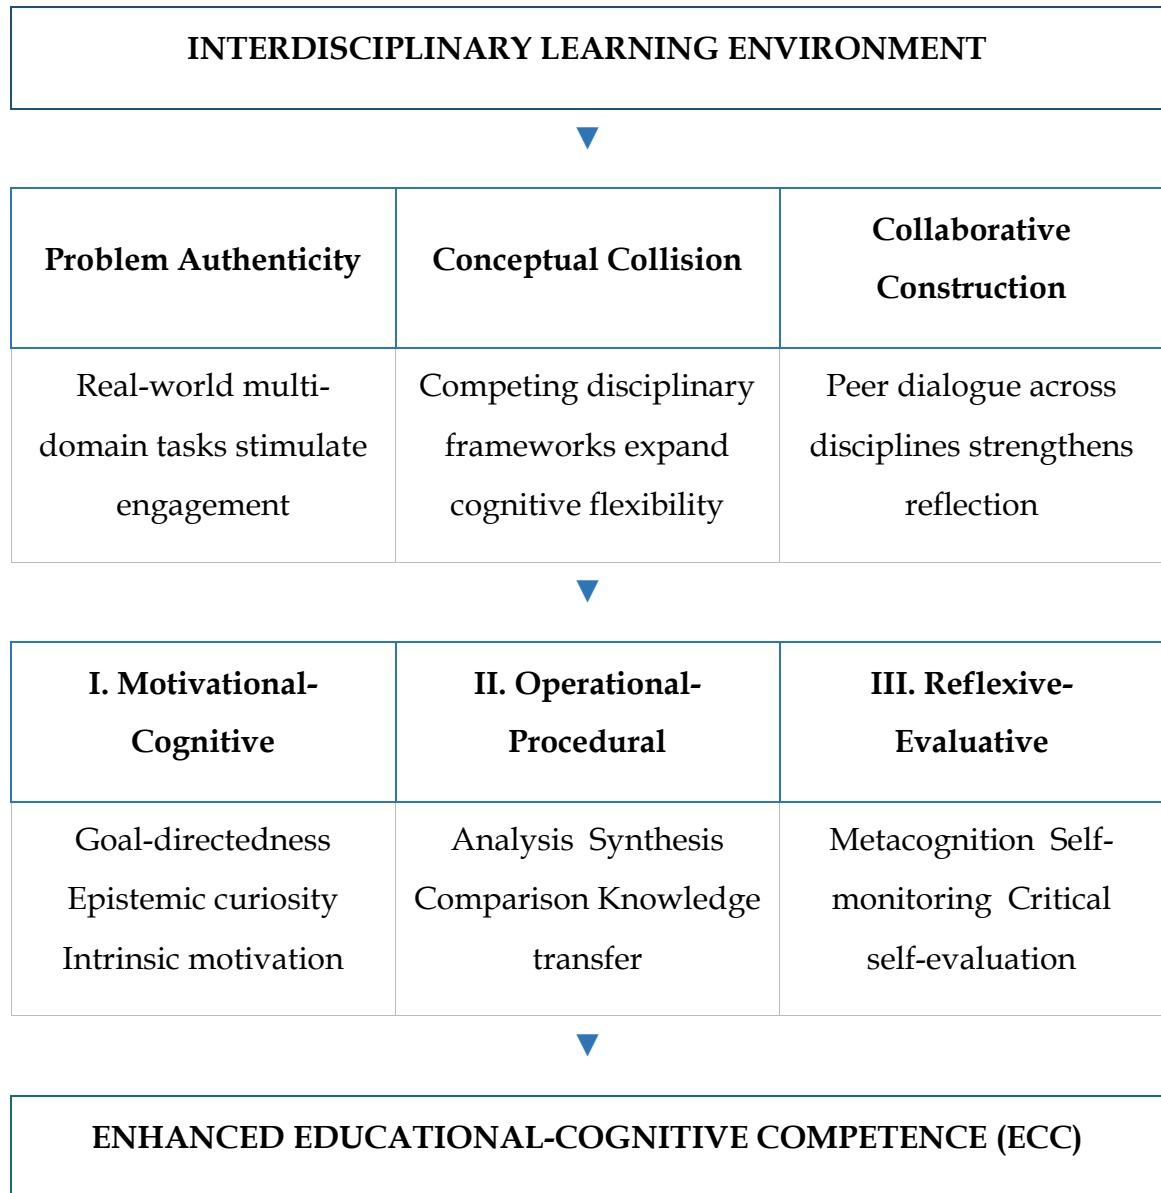 INTERDISCIPLINARY LEARNING ENVIRONMENT
▼
Problem Authenticity
Conceptual Collision
Collaborative
Construction
Real-world multi-
domain tasks stimulate
engagement
Competing disciplinary
frameworks expand
cognitive flexibility
Peer dialogue across
disciplines strengthens
reflection
▼
I. Motivational-
Cognitive
II. Operational-
Procedural
III. Reflexive-
Evaluative
Goal-directedness
Epistemic curiosity
Intrinsic motivation
Analysis  Synthesis
Comparison Knowledge
transfer
Metacognition  Self-
monitoring  Critical
self-evaluation
▼
ENHANCED EDUCATIONAL-COGNITIVE COMPETENCE (ECC)